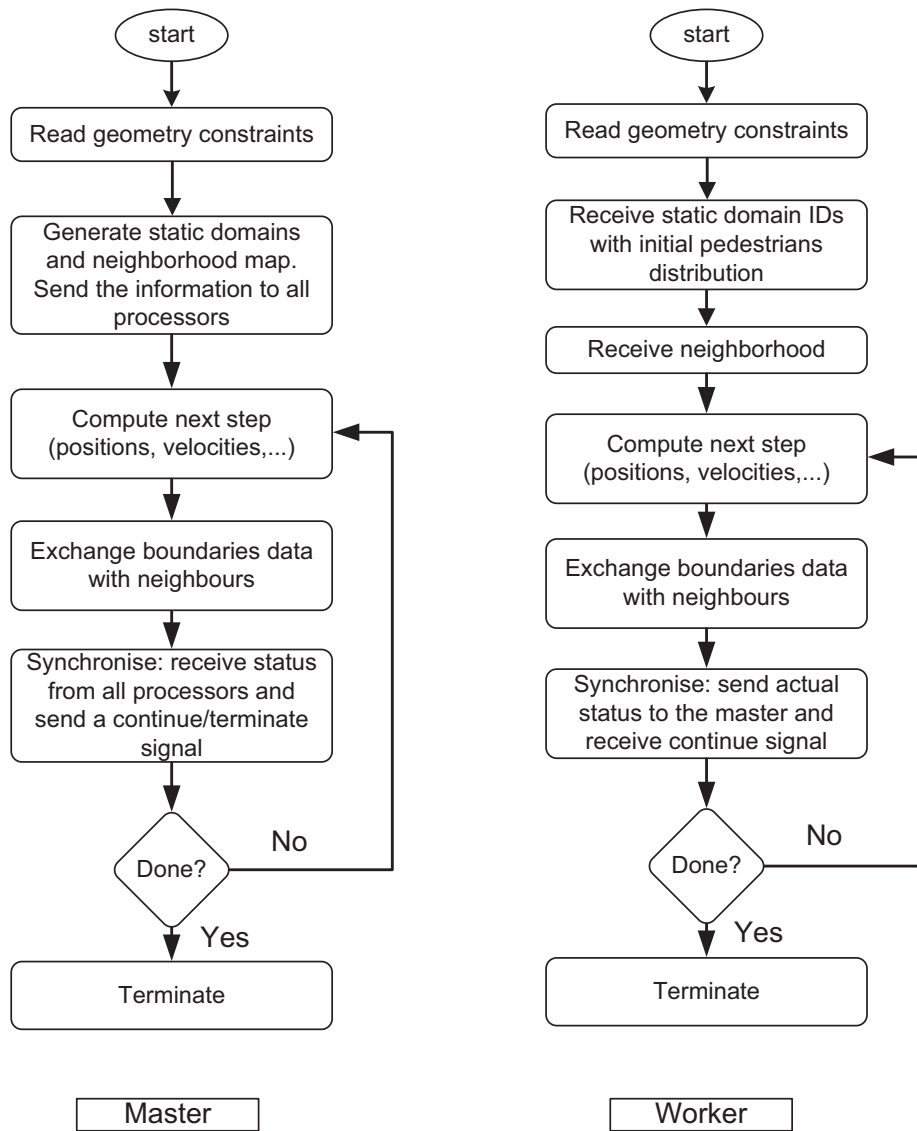 start
Read geometry constraints
Generate static domains
and neighborhood map.
Send the information to all
processors
Compute next step
(positions, velocities,...)
Exchange boundaries data
with neighbours
Synchronise: receive status
from all processors and
send a continue/terminate
signal
Done?
No
Yes
Terminate
Master
start
Read geometry constraints
Receive static domain IDs
with initial pedestrians
distribution
Receive neighborhood
Compute next step
(positions, velocities,...)
Exchange boundaries data
with neighbours
Synchronise: send actual
status to the master and
receive continue signal
Done?
No
Yes
Terminate
Worker